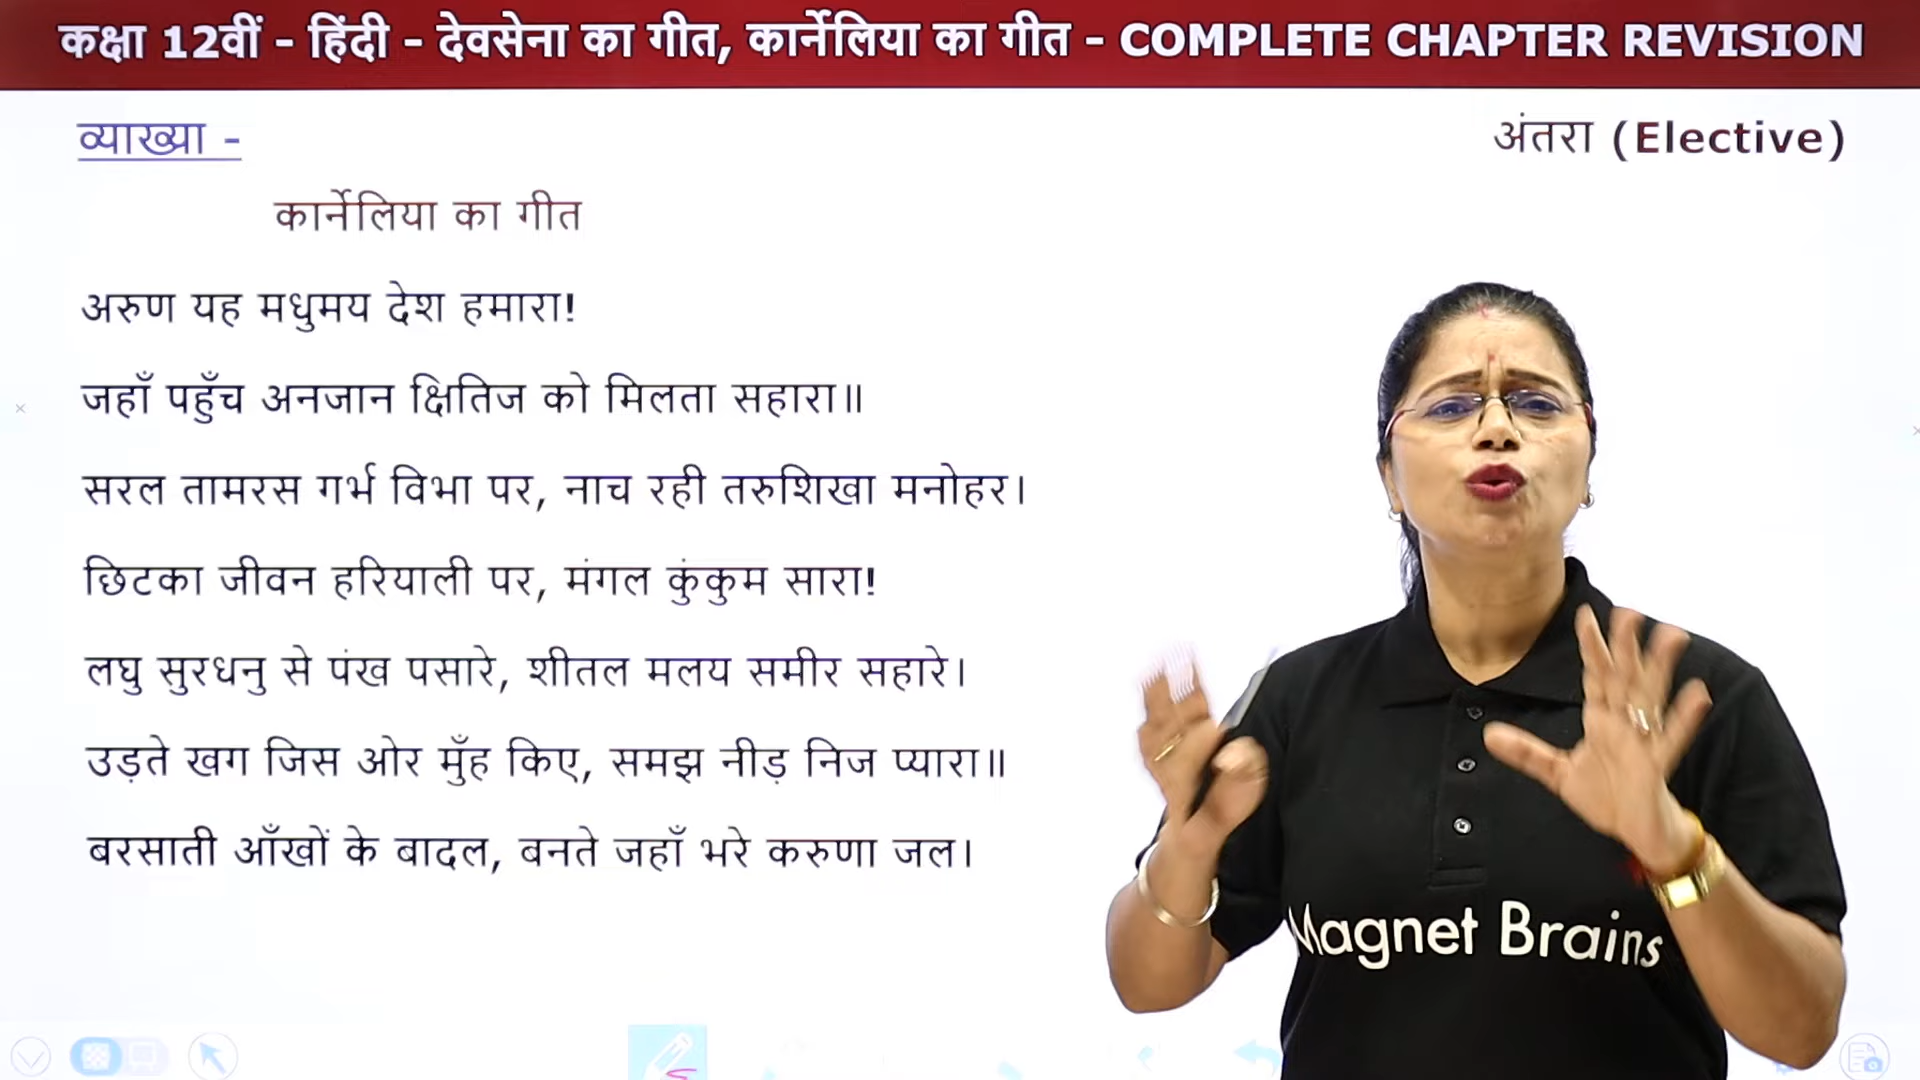 कक्षा 12वीं - हिंदी - देवसेना का गीत, कार्नेलिया का गीत - COMPLETE CHAPTER REVISION
व्याख्या -
अंतरा (Elective)
कार्नेलिया का गीत
अरुण यह मधुमय देश हमारा!
जहाँ पहुँच अनजान क्षितिज को मिलता सहारा॥
सरल तामरस गर्भ विभा पर, नाच रही तरुशिखा मनोहर।
छिटका जीवन हरियाली पर, मंगल कुंकुम सारा!
लघु सुरधनु से पंख पसारे, शीतल मलय समीर सहारे।
उड़ते खग जिस ओर मुँह किए, समझ नीड़ निज प्यारा॥
बरसाती आँखों के बादल, बनते जहाँ भरे करुणा जल।
Magnet Brains